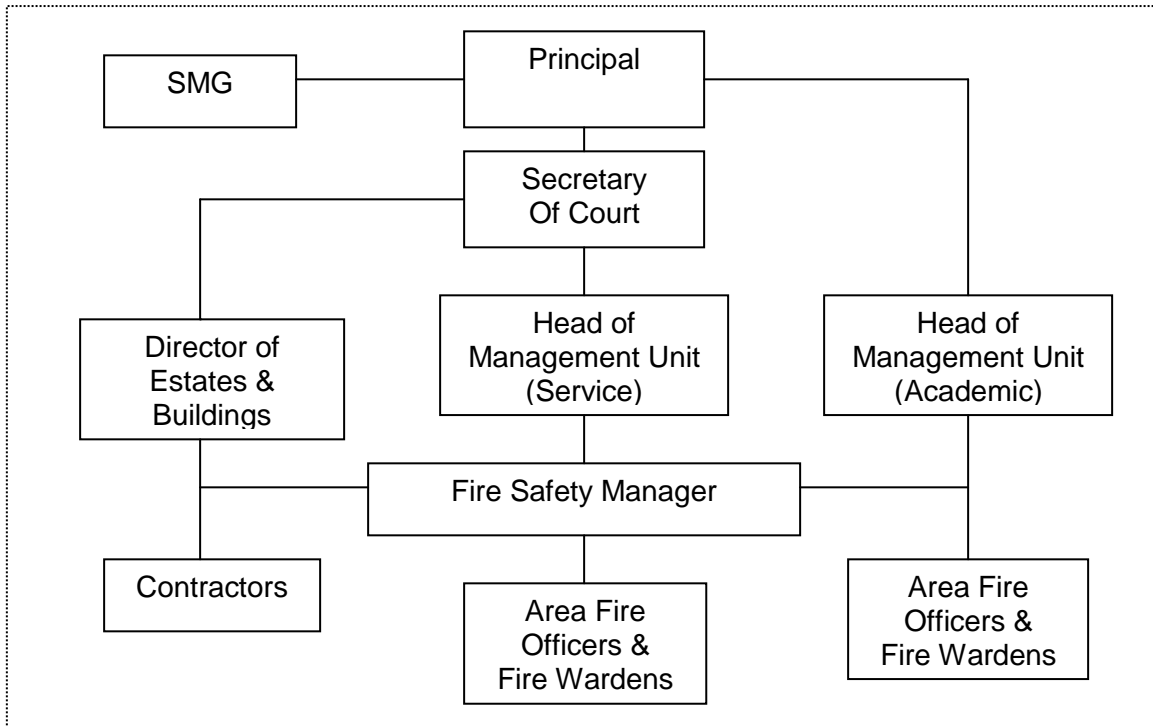 Principal
SMG
Secretary
Of Court
Director of
Estates &
Buildings
Head of
Management Unit
(Service)
Head of
Management Unit
(Academic)
Fire Safety Manager
Contractors
Area Fire
Officers &
Fire Wardens
Area Fire
Officers &
Fire Wardens